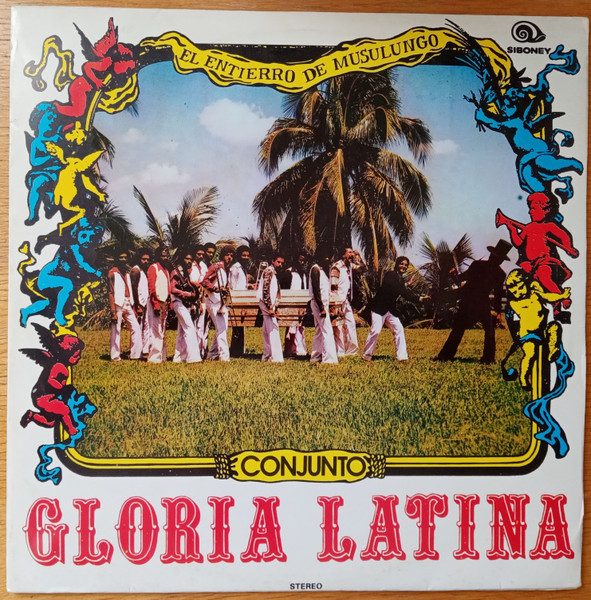 EL ENTIERRO DE MUSULUNGO
SIBONEY
CONJUNTO
GLORIA LATINA
STEREO